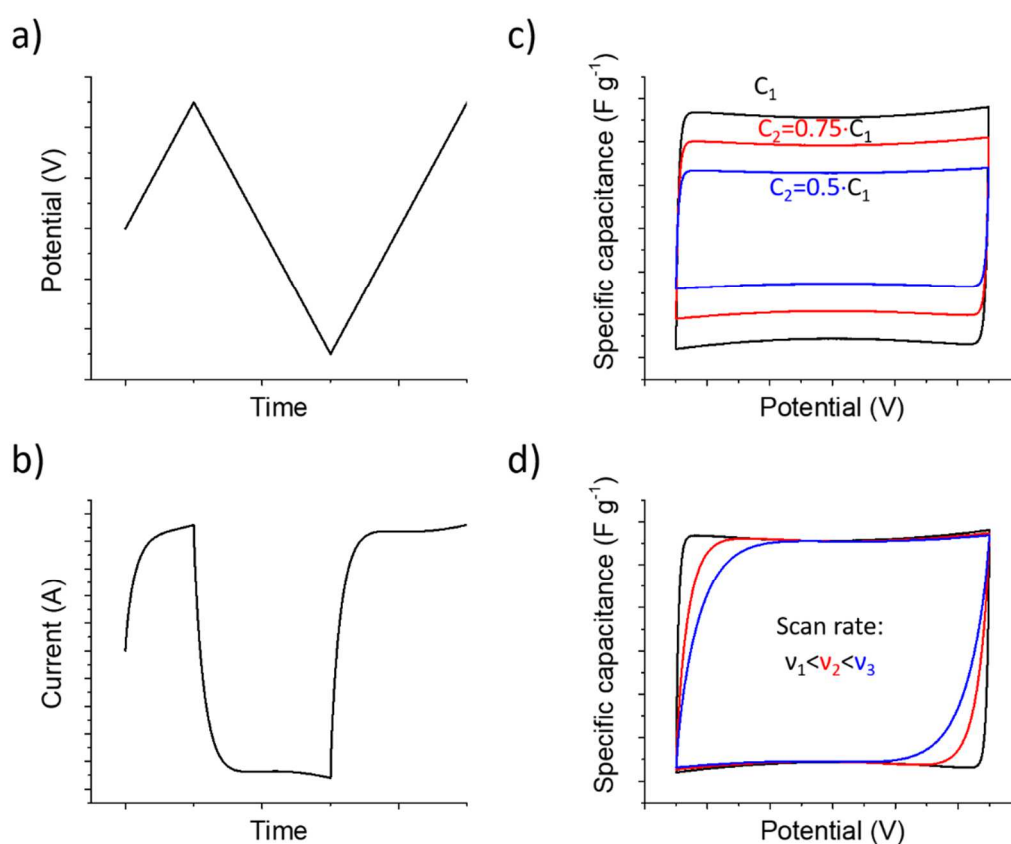 a)
Potential (V)
Time
b)
Current (A)
Time
c)
Specific capacitance (F g⁻¹)
C₁
C₂=0.75·C₁
C₂=0.5·C₁
Potential (V)
d)
Specific capacitance (F g⁻¹)
Scan rate:
ν₁<ν₂<ν₃
Potential (V)